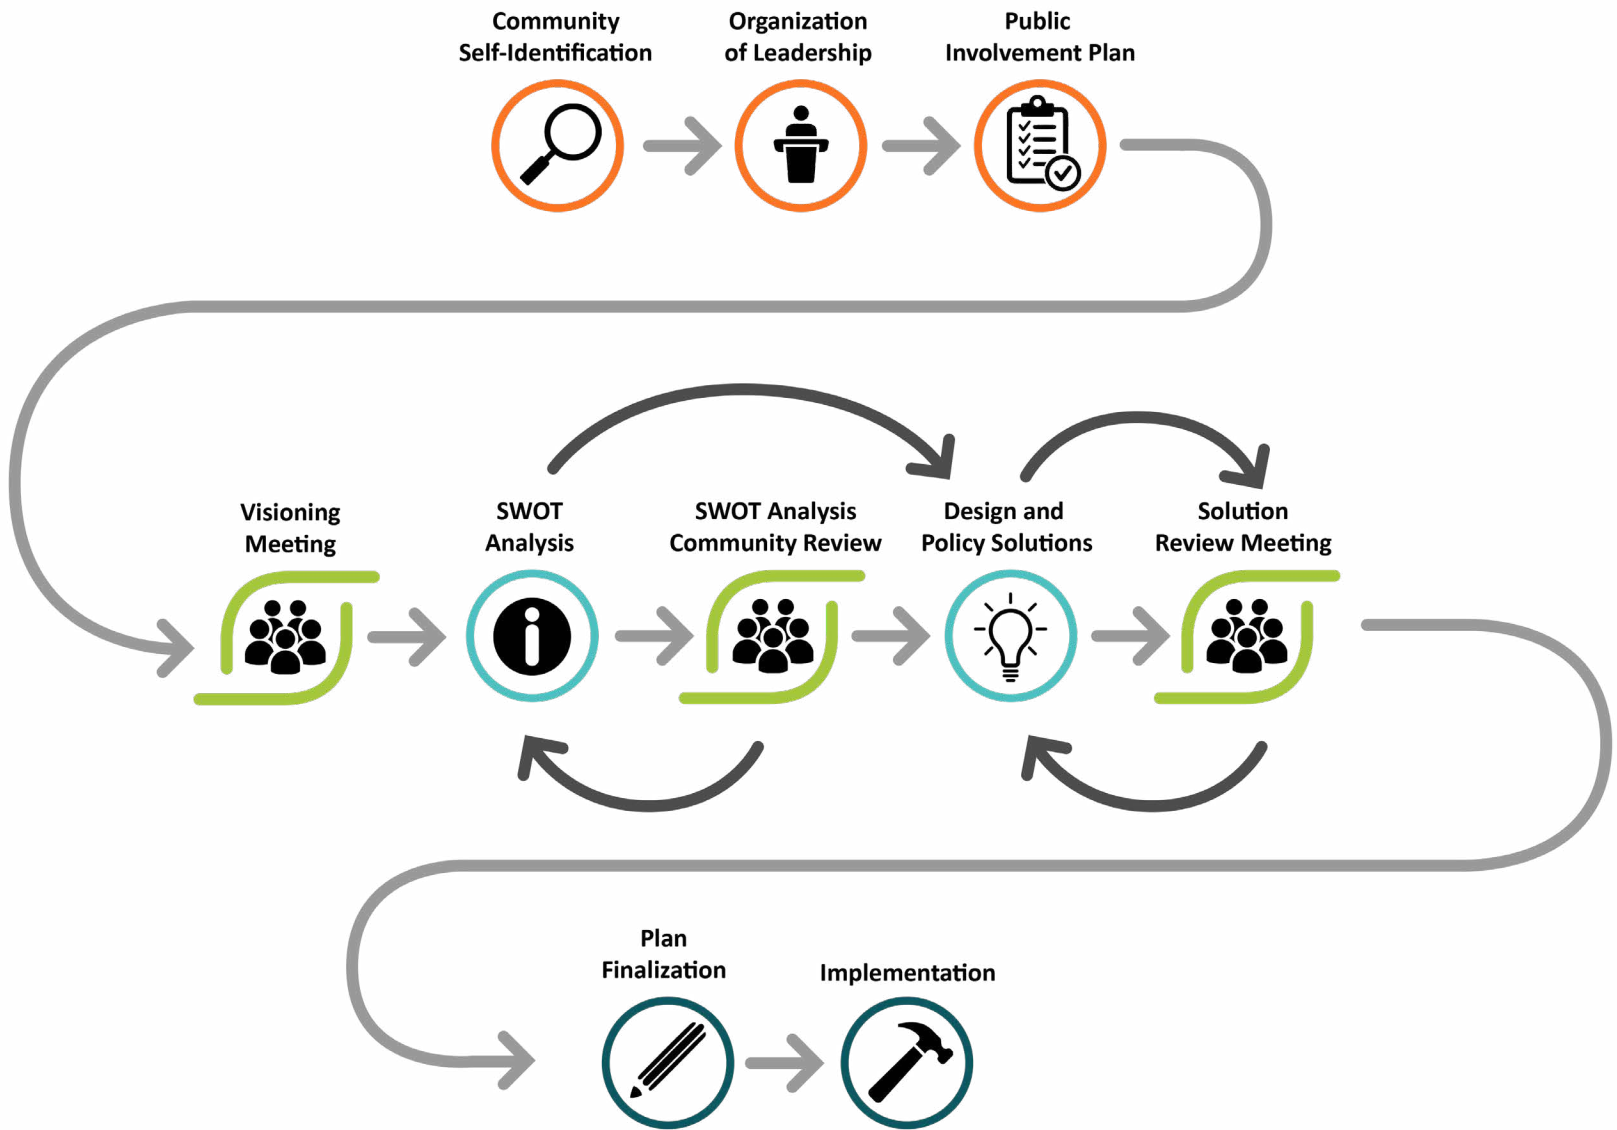 Community
Self-Identification
Organization
of Leadership
Public
Involvement Plan
Visioning
Meeting
SWOT
Analysis
SWOT Analysis
Community Review
Design and
Policy Solutions
Solution
Review Meeting
Plan
Finalization
Implementation